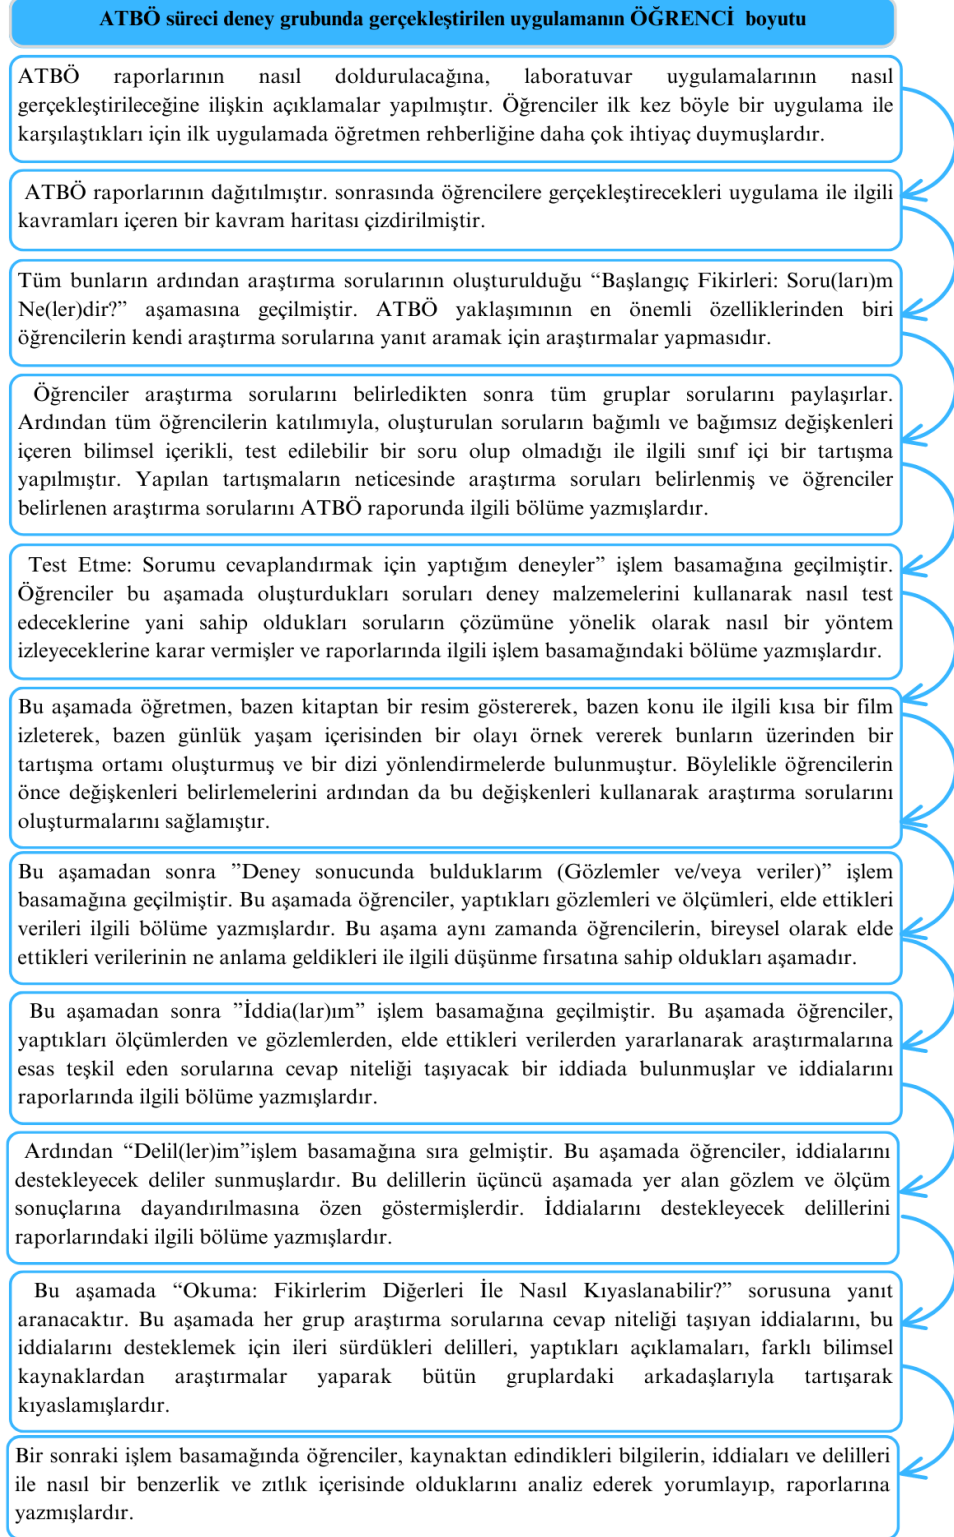 ATBÖ süreci deney grubunda gerçekleştirilen uygulamanın ÖĞRENCİ boyutu
ATBÖ raporlarının nasıl doldurulacağına, laboratuvar uygulamalarının nasıl
gerçekleştirileceğine ilişkin açıklamalar yapılmıştır. Öğrenciler ilk kez böyle bir uygulama ile
karşılaştıkları için ilk uygulamada öğretmen rehberliğine daha çok ihtiyaç duymuşlardır.
ATBÖ raporlarının dağıtılmıştır. sonrasında öğrencilere gerçekleştirecekleri uygulama ile ilgili
kavramları içeren bir kavram haritası çizdirilmiştir.
Tüm bunların ardından araştırma sorularının oluşturulduğu “Başlangıç Fikirleri: Soru(ları)m
Ne(ler)dir?” aşamasına geçilmiştir. ATBÖ yaklaşımının en önemli özelliklerinden biri
öğrencilerin kendi araştırma sorularına yanıt aramak için araştırmalar yapmasıdır.
Öğrenciler araştırma sorularını belirledikten sonra tüm gruplar sorularını paylaşırlar.
Ardından tüm öğrencilerin katılımıyla, oluşturulan soruların bağımlı ve bağımsız değişkenleri
içeren bilimsel içerikli, test edilebilir bir soru olup olmadığı ile ilgili sınıf içi bir tartışma
yapılmıştır. Yapılan tartışmaların neticesinde araştırma soruları belirlenmiş ve öğrenciler
belirlenen araştırma sorularını ATBÖ raporunda ilgili bölüme yazmışlardır.
Test Etme: Sorumu cevaplandırmak için yaptığım deneyler” işlem basamağına geçilmiştir.
Öğrenciler bu aşamada oluşturdukları soruları deney malzemelerini kullanarak nasıl test
edeceklerine yani sahip oldukları soruların çözümüne yönelik olarak nasıl bir yöntem
izleyeceklerine karar vermişler ve raporlarında ilgili işlem basamağındaki bölüme yazmışlardır.
Bu aşamada öğretmen, bazen kitaptan bir resim göstererek, bazen konu ile ilgili kısa bir film
izleterek, bazen günlük yaşam içerisinden bir olayı örnek vererek bunların üzerinden bir
tartışma ortamı oluşturmuş ve bir dizi yönlendirmelerde bulunmuştur. Böylelikle öğrencilerin
önce değişkenleri belirlemelerini ardından da bu değişkenleri kullanarak araştırma sorularını
oluşturmalarını sağlamıştır.
Bu aşamadan sonra ”Deney sonucunda bulduklarım (Gözlemler ve/veya veriler)” işlem
basamağına geçilmiştir. Bu aşamada öğrenciler, yaptıkları gözlemleri ve ölçümleri, elde ettikleri
verileri ilgili bölüme yazmışlardır. Bu aşama aynı zamanda öğrencilerin, bireysel olarak elde
ettikleri verilerinin ne anlama geldikleri ile ilgili düşünme fırsatına sahip oldukları aşamadır.
Bu aşamadan sonra ”İddia(lar)ım” işlem basamağına geçilmiştir. Bu aşamada öğrenciler,
yaptıkları ölçümlerden ve gözlemlerden, elde ettikleri verilerden yararlanarak araştırmalarına
esas teşkil eden sorularına cevap niteliği taşıyacak bir iddiada bulunmuşlar ve iddialarını
raporlarında ilgili bölüme yazmışlardır.
Ardından “Delil(ler)im”işlem basamağına sıra gelmiştir. Bu aşamada öğrenciler, iddialarını
destekleyecek deliler sunmuşlardır. Bu delillerin üçüncü aşamada yer alan gözlem ve ölçüm
sonuçlarına dayandırılmasına özen göstermişlerdir. İddialarını destekleyecek delillerini
raporlarındaki ilgili bölüme yazmışlardır.
Bu aşamada “Okuma: Fikirlerim Diğerleri İle Nasıl Kıyaslanabilir?” sorusuna yanıt
aranacaktır. Bu aşamada her grup araştırma sorularına cevap niteliği taşıyan iddialarını, bu
iddialarını desteklemek için ileri sürdükleri delilleri, yaptıkları açıklamaları, farklı bilimsel
kaynaklardan araştırmalar yaparak bütün gruplardaki arkadaşlarıyla tartışarak
kıyaslamışlardır.
Bir sonraki işlem basamağında öğrenciler, kaynaktan edindikleri bilgilerin, iddiaları ve delilleri
ile nasıl bir benzerlik ve zıtlık içerisinde olduklarını analiz ederek yorumlayıp, raporlarına
yazmışlardır.